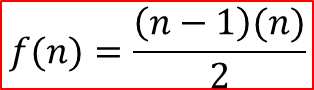 f(n) = (n − 1)(n) / 2